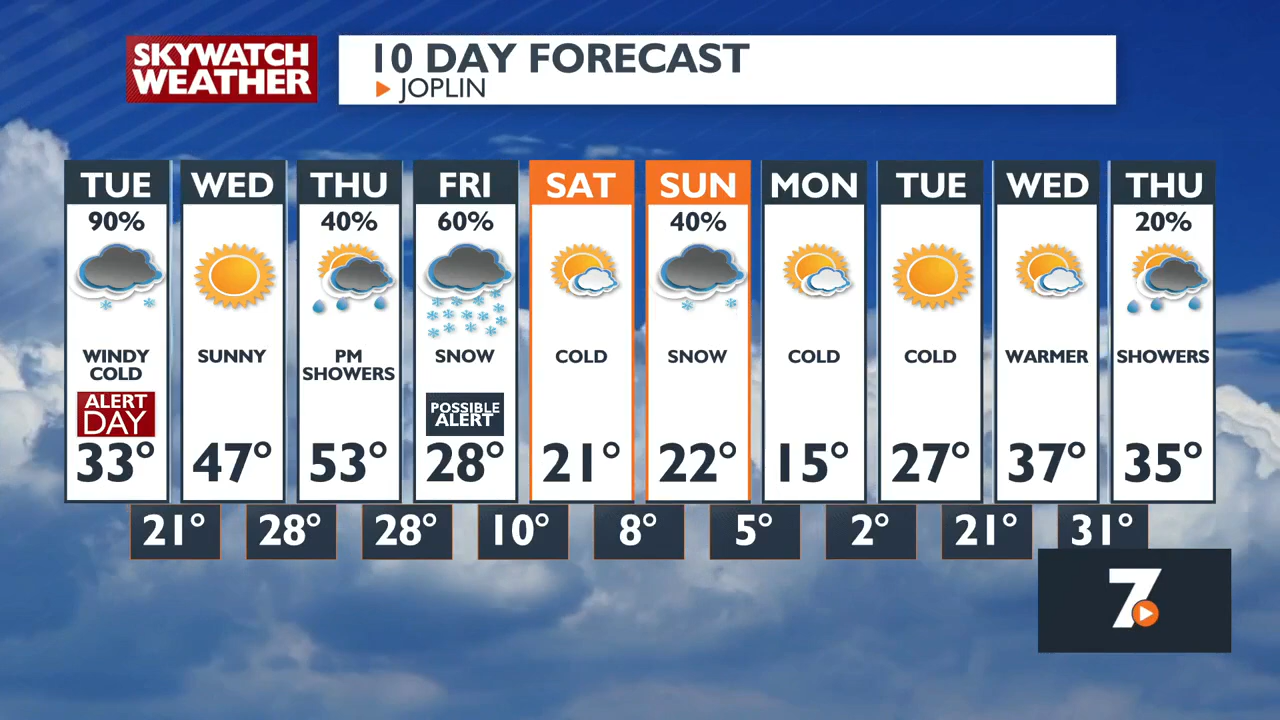 SKYWATCH
WEATHER
10 DAY FORECAST
JOPLIN
TUE WED THU FRI SAT SUN MON TUE WED THU
90% 40% 60% 40% 20%
WINDY SUNNY PM SNOW COLD SNOW COLD COLD WARMER SHOWERS
COLD SHOWERS
ALERT POSSIBLE
DAY ALERT
33° 47° 53° 28° 21° 22° 15° 27° 37° 35°
21° 28° 28° 10° 8° 5° 2° 21° 31°
7